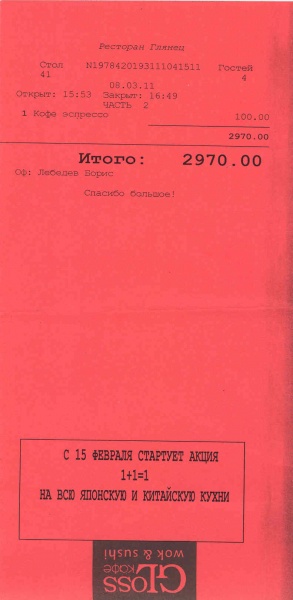 Ресторан Глянец
Стол N1978420193111041511 Гостей
41 4
08.03.11
Открыт: 15:53 Закрыт: 16:49
ЧАСТЬ 2
1 Кофе эспрессо 100.00
2970.00
Итого: 2970.00
Оф: Лебедев Борис
Спасибо большое!
С 15 ФЕВРАЛЯ СТАРТУЕТ АКЦИЯ
1+1=1
НА ВСЮ ЯПОНСКУЮ И КИТАЙСКУЮ КУХНИ
GLoss
кафе
wok & sushi